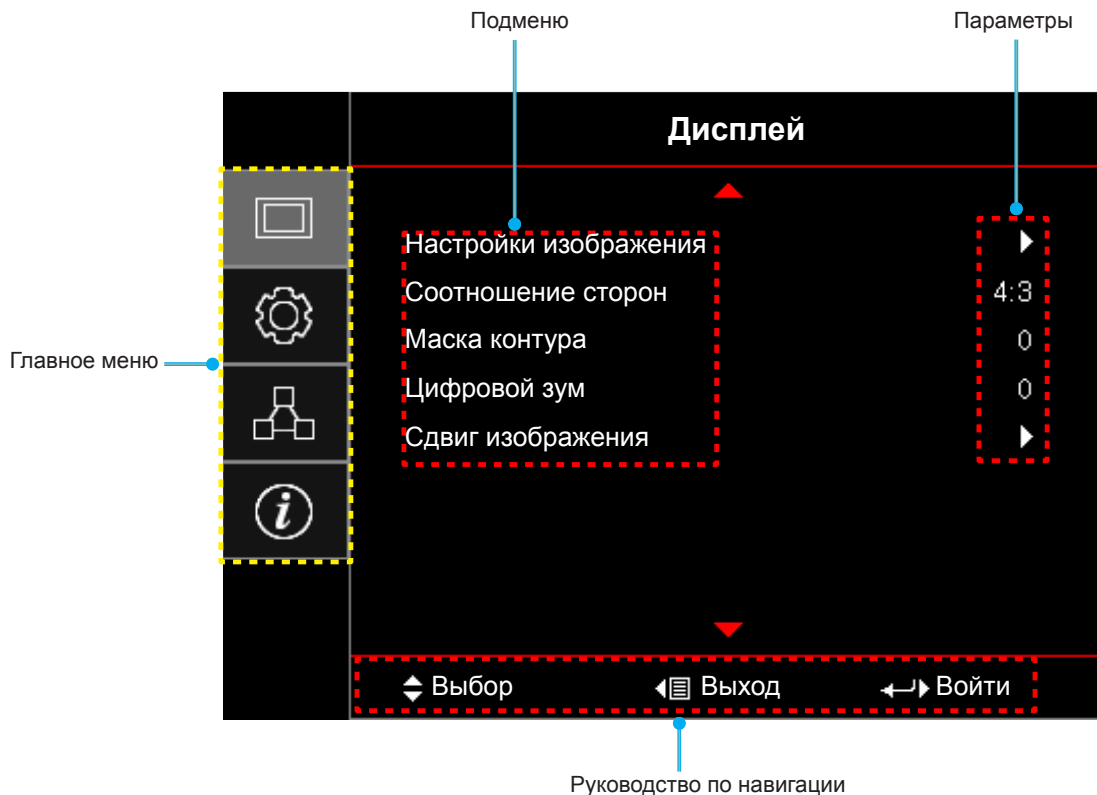 Подменю
Параметры
Дисплей
Настройки изображения
Соотношение сторон 4:3
Маска контура 0
Цифровой зум 0
Сдвиг изображения
Главное меню
i
Выбор Выход Войти
Руководство по навигации